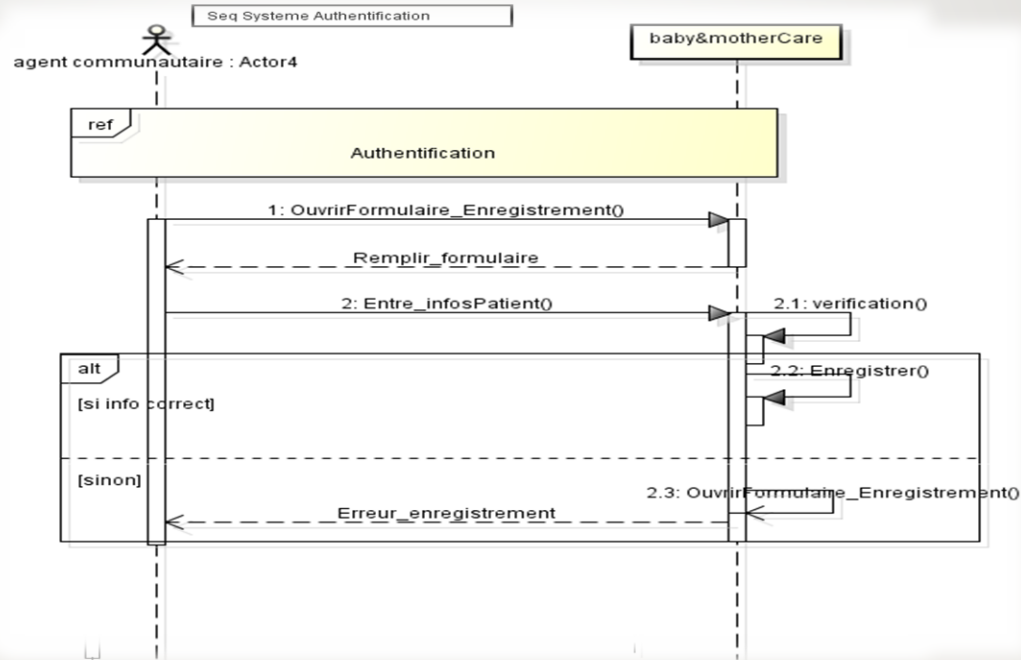 Seq Systeme Authentification
agent communautaire : Actor4
baby&motherCare
ref
Authentification
1: OuvrirFormulaire_Enregistrement()
Remplir_formulaire
2: Entre_infosPatient()
2.1: verification()
alt
2.2: Enregistrer()
[si info correct]
[sinon]
2.3: OuvrirFormulaire_Enregistrement()
Erreur_enregistrement